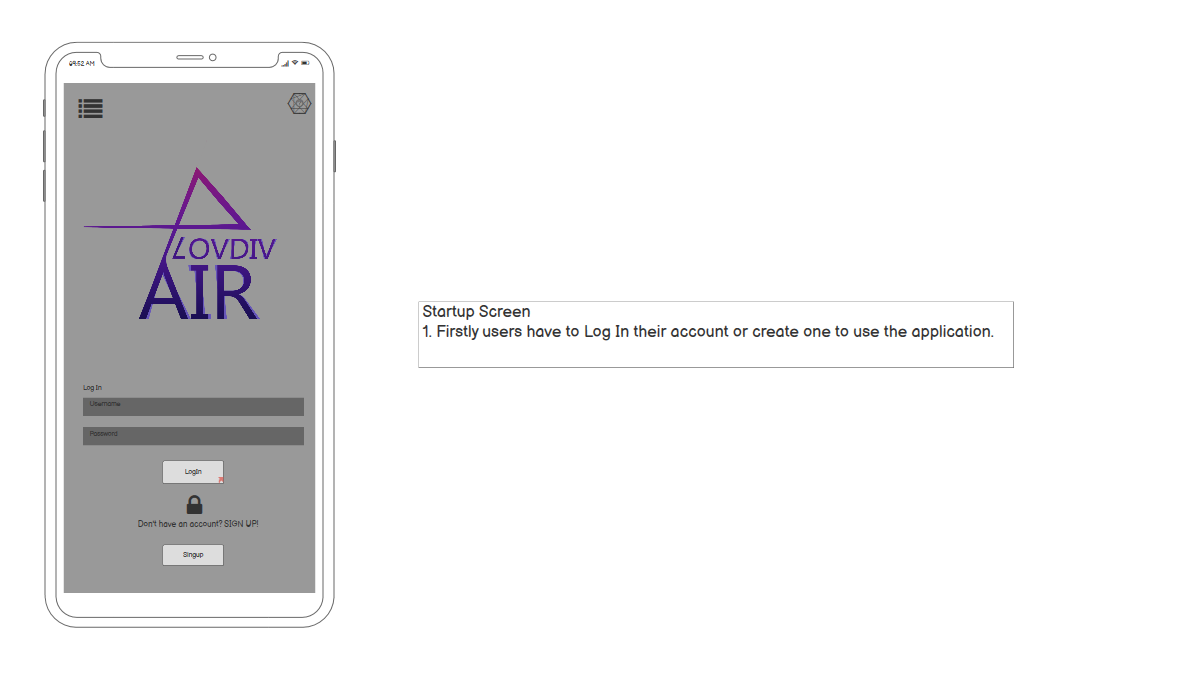 09:52 AM
LOVDIV
AIR
Log In
Username
Password
LogIn
Don't have an account? SIGN UP!
Singup
Startup Screen
1. Firstly users have to Log In their account or create one to use the application.